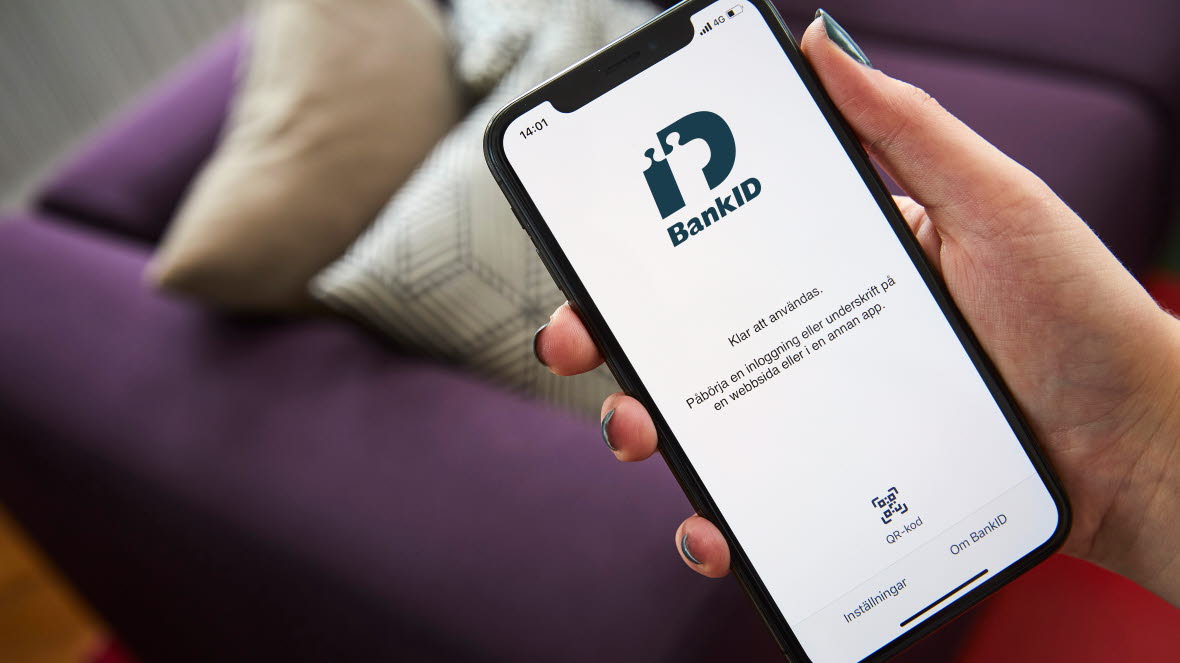 14:01
4G
BankID
Klar att användas.
Påbörja en inloggning eller underskrift på
en webbsida eller i en annan app.
QR-kod
Inställningar
Om BankID